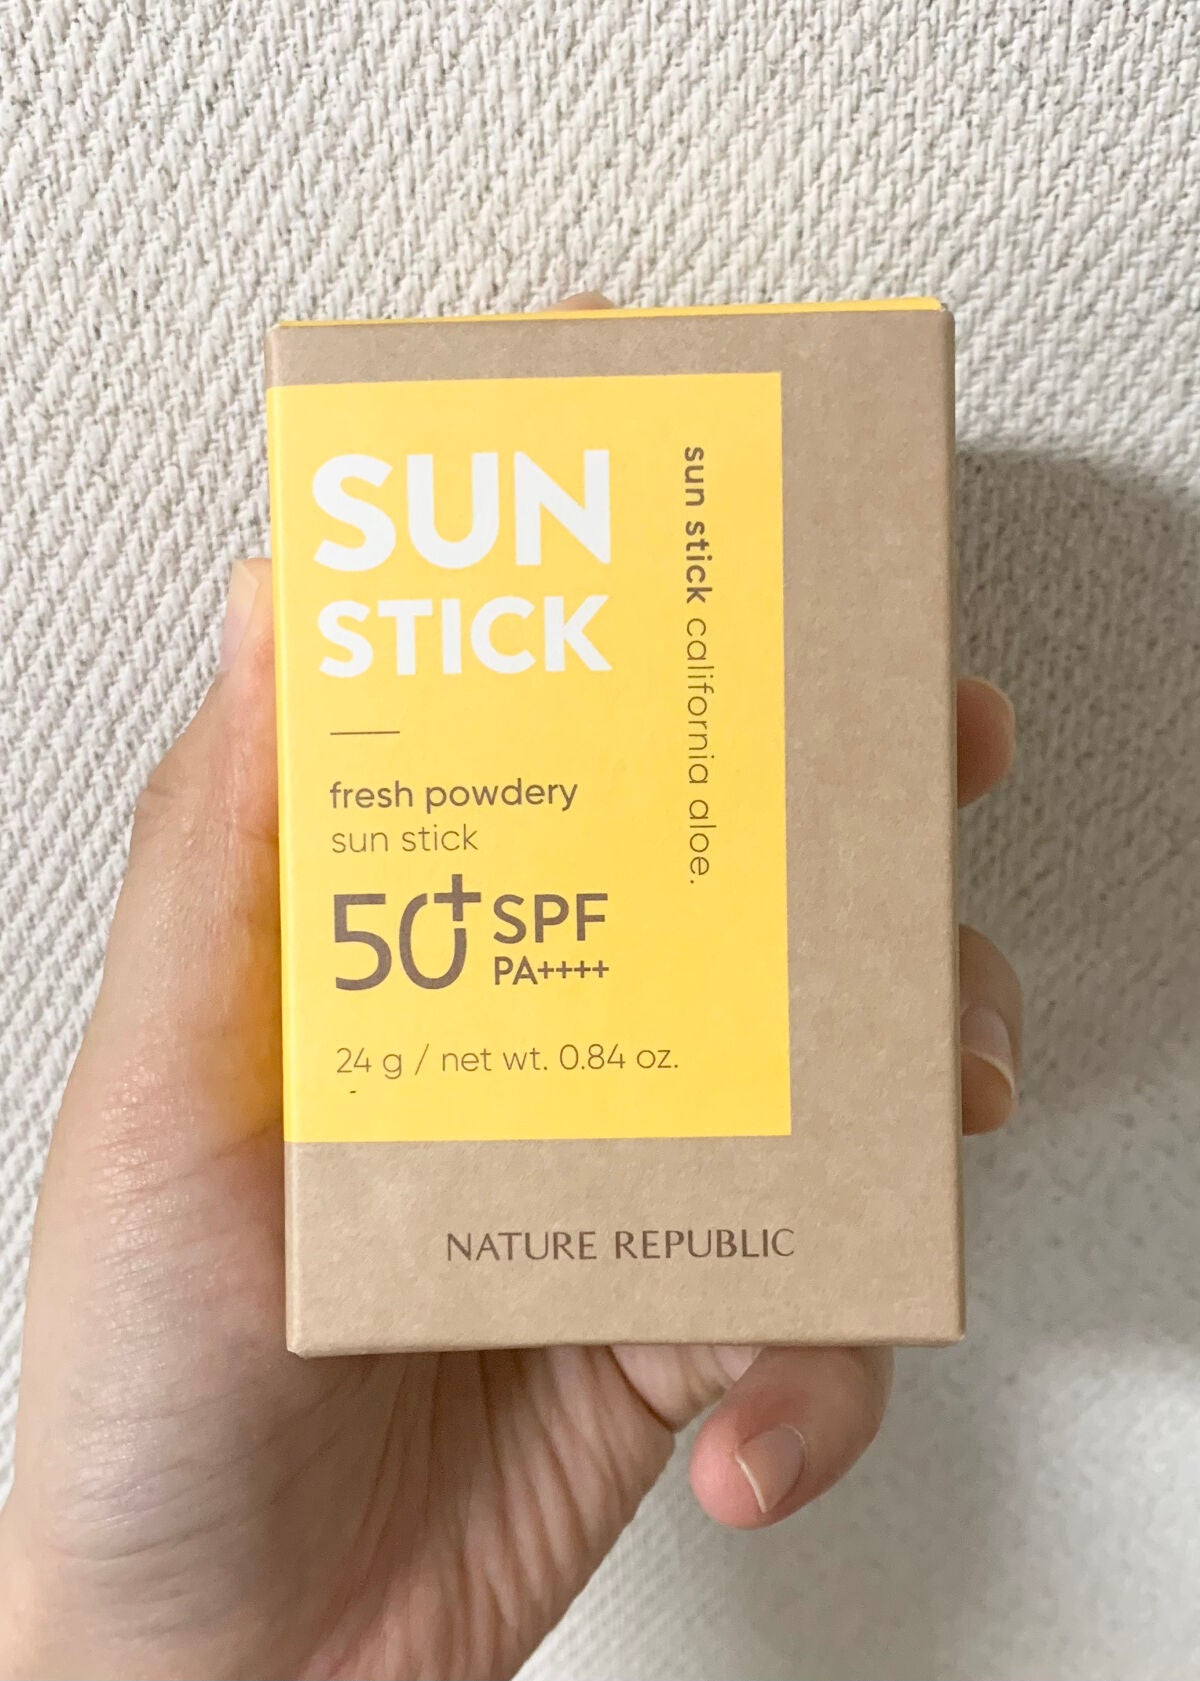 SUN
STICK
fresh powdery
sun stick
50+ SPF
PA++++
24 g / net wt. 0.84 oz.
sun stick california aloe.
NATURE REPUBLIC